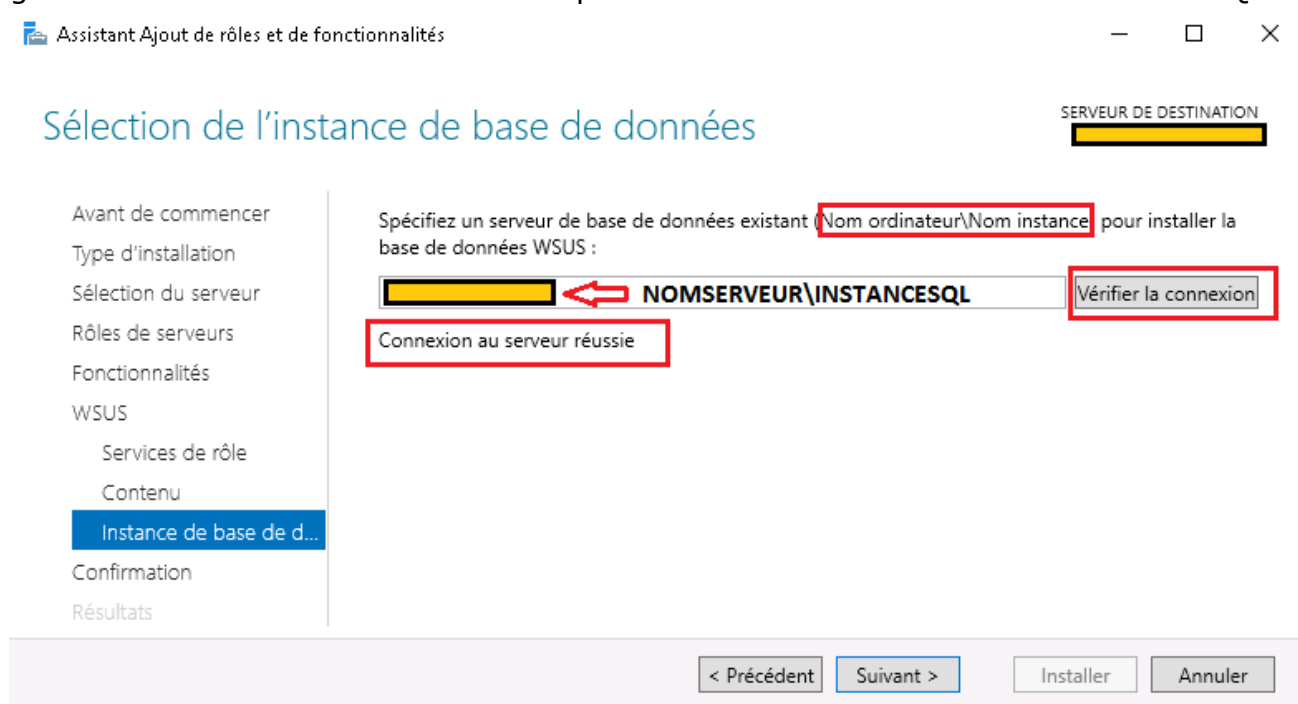 Assistant Ajout de rôles et de fonctionnalités
Sélection de l'instance de base de données
SERVEUR DE DESTINATION
Avant de commencer
Type d'installation
Sélection du serveur
Rôles de serveurs
Fonctionnalités
WSUS
Services de rôle
Contenu
Instance de base de d...
Confirmation
Résultats
Spécifiez un serveur de base de données existant (Nom ordinateur\Nom instance) pour installer la
base de données WSUS :
NOMSERVEUR\INSTANCESQL
Vérifier la connexion
Connexion au serveur réussie
< Précédent
Suivant >
Installer
Annuler